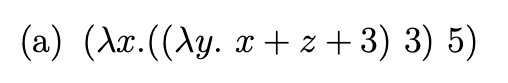 (a) (λx.((λy. x + z + 3) 3) 5)